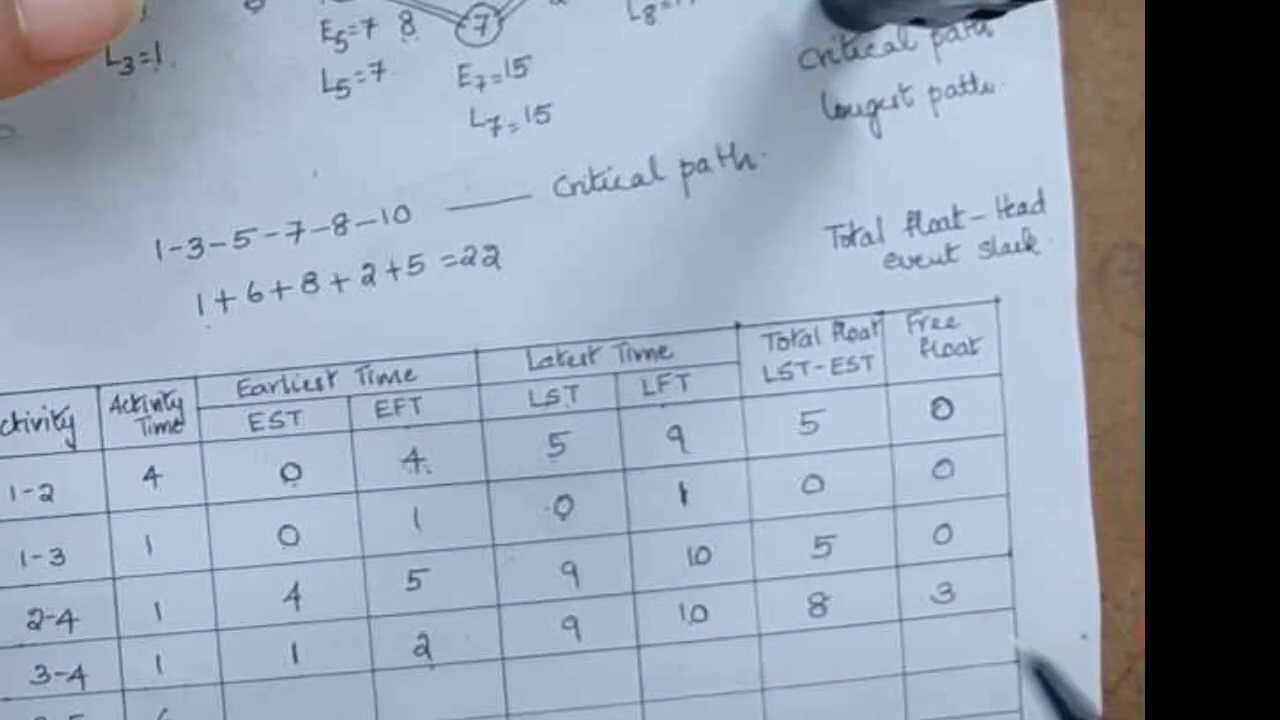 L₃=1
E₅=7 8 7
L₈=
L₅=7 E₇=15
L₇=15
Critical path
longest path.
1-3-5-7-8-10 —— Critical path.
1+6+8+2+5=22
Total float - Head
event slack.
ctivity Activity Time Earliest Time Latest Time Total float LST-EST Free float
EST EFT LST LFT
1-2 4 0 4 5 9 5 0
1-3 1 0 1 0 1 0 0
2-4 1 4 5 9 10 5 0
3-4 1 1 2 9 10 8 3